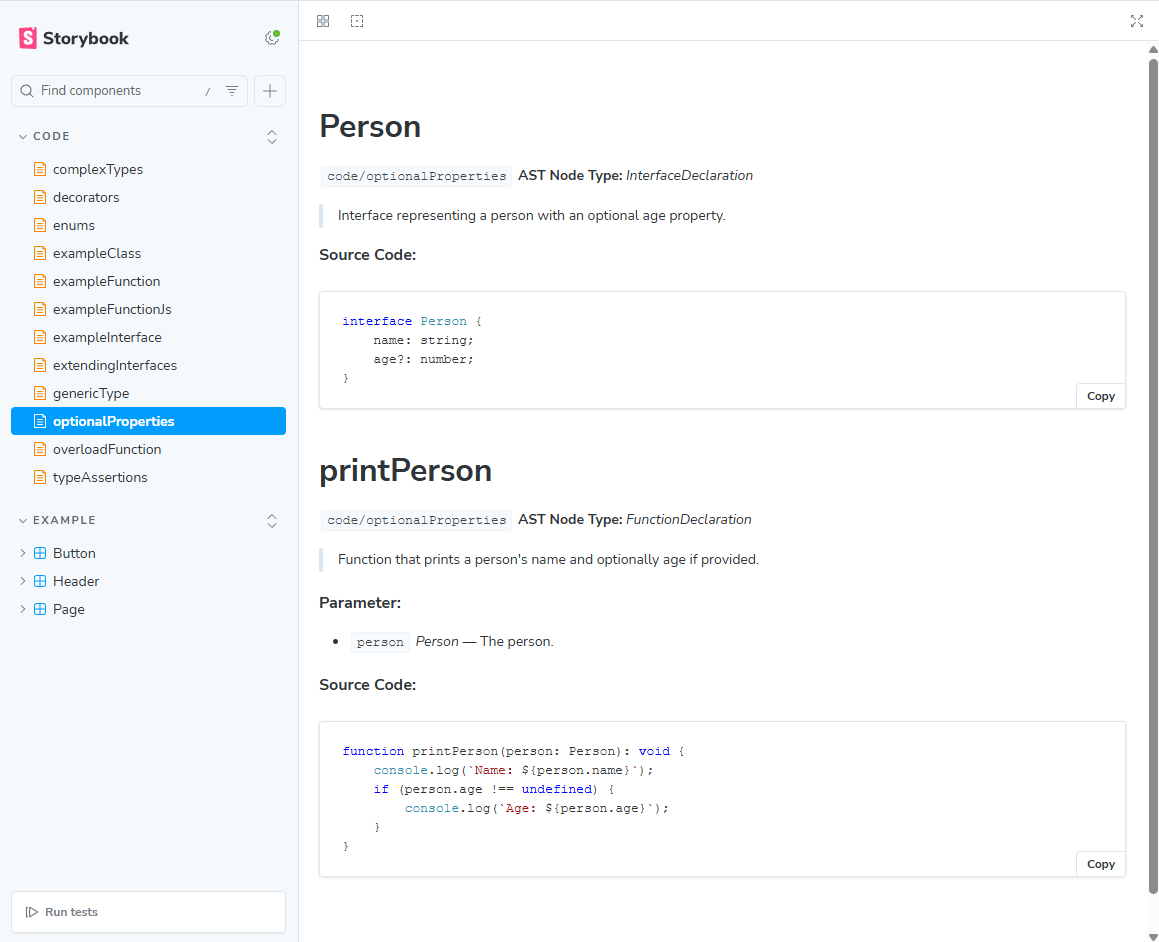 Storybook
Find components /
CODE
complexTypes
decorators
enums
exampleClass
exampleFunction
exampleFunctionJs
exampleInterface
extendingInterfaces
genericType
optionalProperties
overloadFunction
typeAssertions
EXAMPLE
Button
Header
Page
Run tests
Person
code/optionalProperties AST Node Type: InterfaceDeclaration
Interface representing a person with an optional age property.
Source Code:
interface Person {
    name: string;
    age?: number;
}
Copy
printPerson
code/optionalProperties AST Node Type: FunctionDeclaration
Function that prints a person's name and optionally age if provided.
Parameter:
• person Person — The person.
Source Code:
function printPerson(person: Person): void {
    console.log(`Name: ${person.name}`);
    if (person.age !== undefined) {
        console.log(`Age: ${person.age}`);
    }
}
Copy